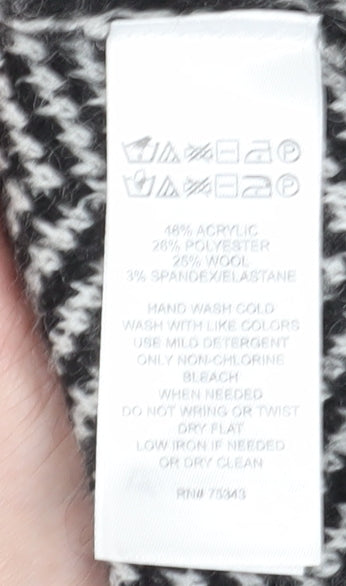 46% ACRYLIC
26% POLYESTER
25% WOOL
3% SPANDEX/ELASTANE
HAND WASH COLD
WASH WITH LIKE COLORS
USE MILD DETERGENT
ONLY NON-CHLORINE
BLEACH
WHEN NEEDED
DO NOT WRING OR TWIST
DRY FLAT
LOW IRON IF NEEDED
OR DRY CLEAN
RN# 75343